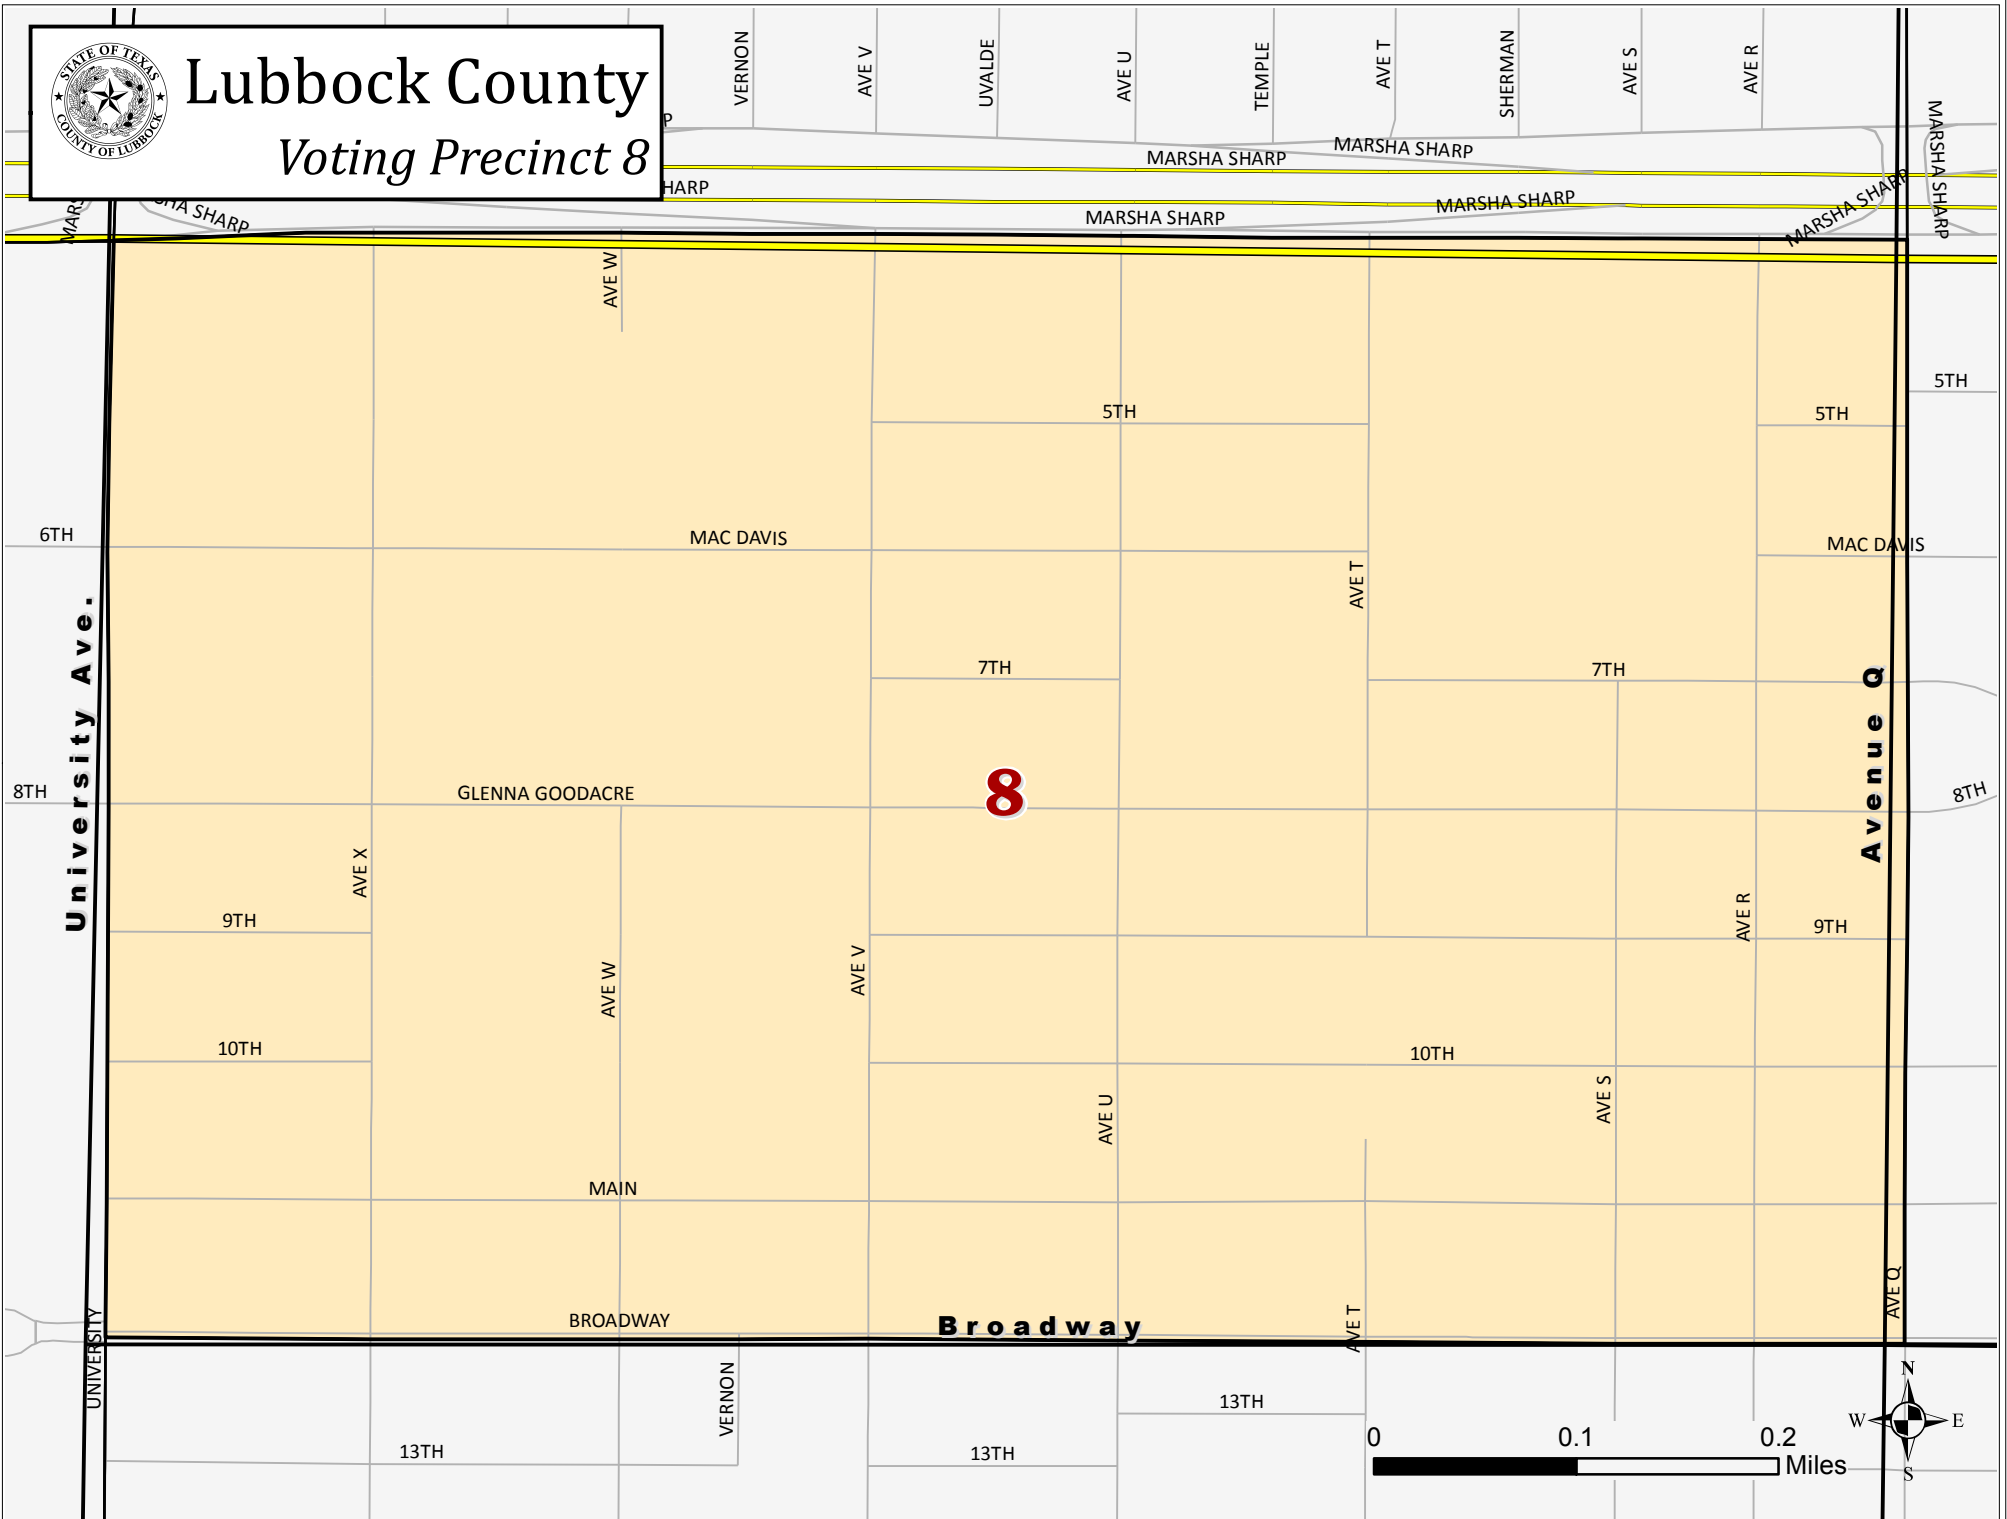 STATE OF TEXAS
COUNTY OF LUBBOCK
Lubbock County
Voting Precinct 8
VERNON
AVE V
UVALDE
AVE U
TEMPLE
AVE T
SHERMAN
AVE S
AVE R
MARSHA SHARP
MARSHA SHARP
MARSHA SHARP
P
HARP
MARSHA SHARP
MARSHA SHARP
MARSHA SHARP
MARS
HA SHARP
AVE W
5TH
5TH
5TH
6TH
MAC DAVIS
MAC DAVIS
AVE T
University Ave.
7TH
7TH
Avenue Q
8TH
GLENNA GOODACRE
8
8TH
AVE X
9TH
AVE R
9TH
AVE W
AVE V
10TH
10TH
AVE U
AVE S
MAIN
UNIVERSITY
BROADWAY
Broadway
AVE T
AVE Q
VERNON
13TH
13TH
13TH
0 0.1 0.2
Miles
N
W E
S